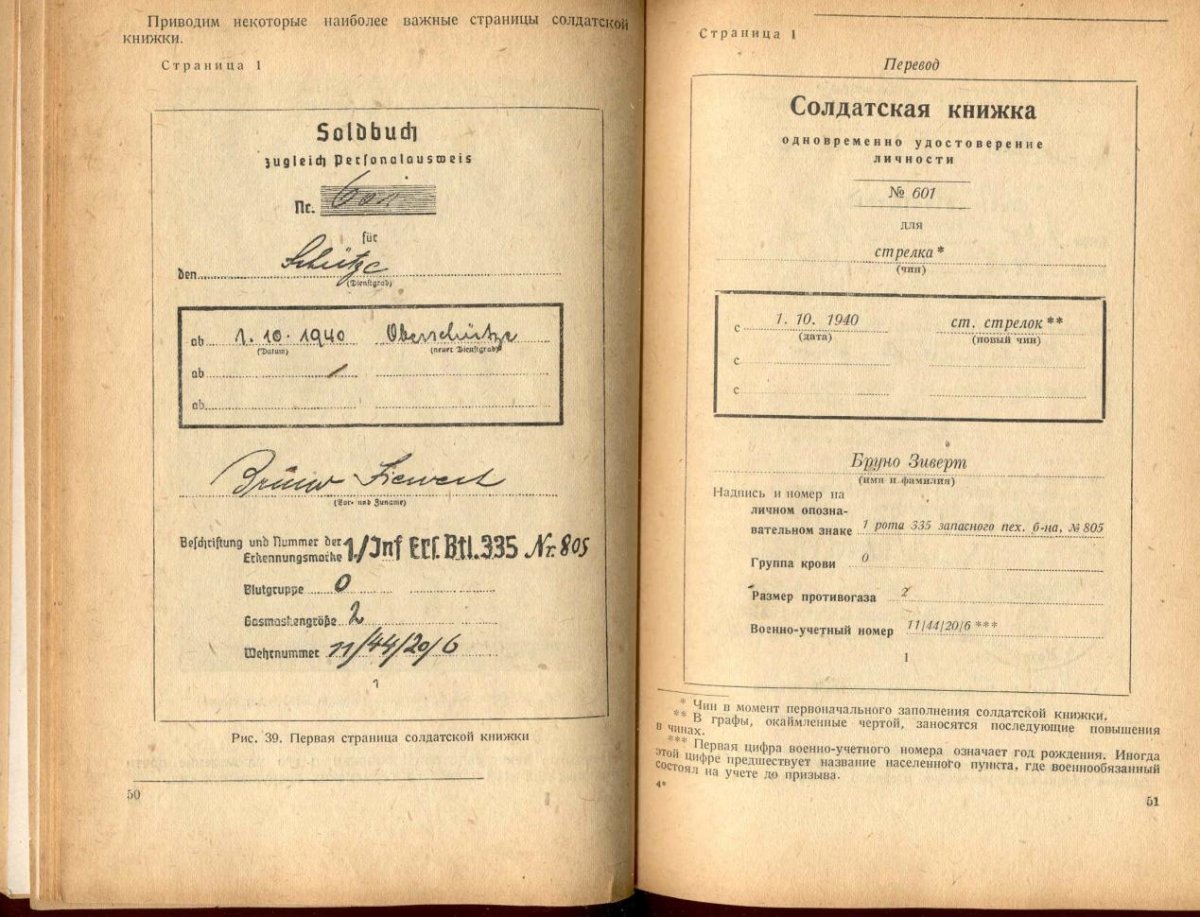 Приводим некоторые наиболее важные страницы солдатской
книжки.
Страница 1
Soldbuch
zugleich Personalausweis
Nr. 601
für
den Schütze
(Dienstgrad)
ab 1. 10. 1940 Oberschütze
(Datum) (neuer Dienstgrad)
ab
ab
Bruno Siewert
(Vor- und Zuname)
Beschriftung und Nummer der
Erkennungsmarke 1./Inf Ers. Btl. 335 Nr. 805
Blutgruppe 0
Gasmaskengröße 2
Wehrnummer 11/44/20/6
1
Рис. 39. Первая страница солдатской книжки
50
Страница 1
Перевод
Солдатская книжка
одновременно удостоверение
личности
№ 601
для
стрелка *
(чин)
с 1. 10. 1940 ст. стрелок **
(дата) (новый чин)
с
с
Бруно Зиверт
(имя и фамилия)
Надпись и номер на
личном опозна-
вательном знаке 1 рота 335 запасного пех. б-на, № 805
Группа крови 0
Размер противогаза 2
Военно-учетный номер 11/44/20/6 ***
1
* Чин в момент первоначального заполнения солдатской книжки.
** В графы, окаймленные чертой, заносятся последующие повышения
в чинах.
*** Первая цифра военно-учетного номера означает год рождения. Иногда
этой цифре предшествует название населенного пункта, где военнообязанный
состоял на учете до призыва.
4*
51